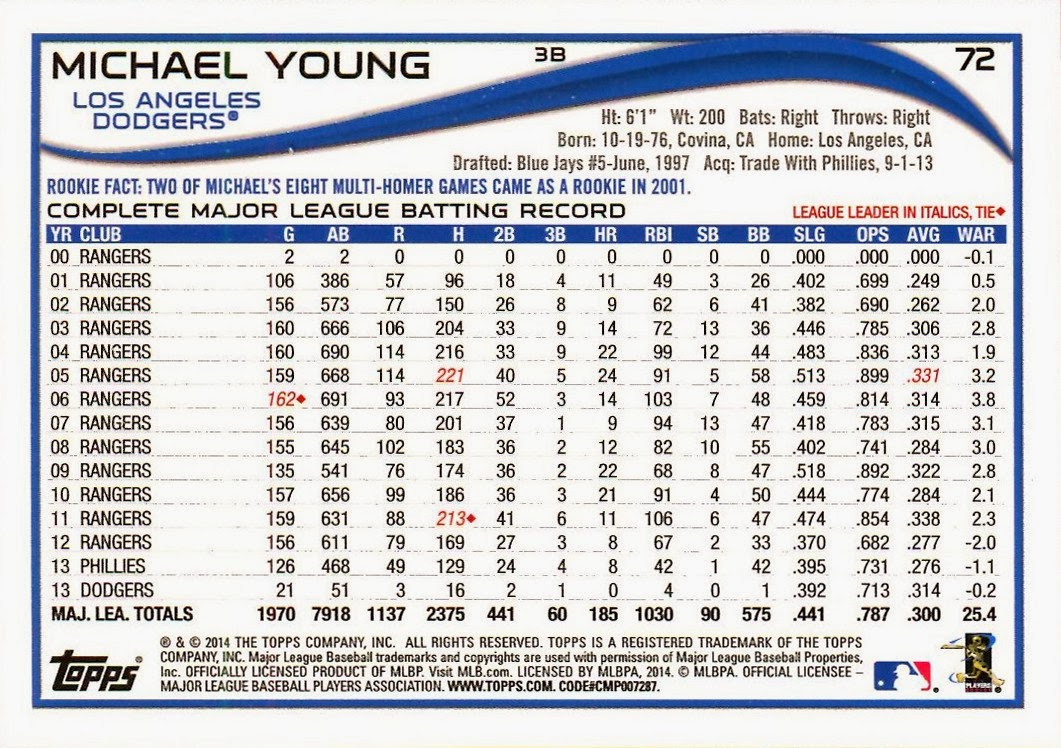 MICHAEL YOUNG 3B 72
LOS ANGELES
DODGERS®
Ht: 6'1" Wt: 200 Bats: Right Throws: Right
Born: 10-19-76, Covina, CA Home: Los Angeles, CA
Drafted: Blue Jays #5-June, 1997 Acq: Trade With Phillies, 9-1-13
ROOKIE FACT: TWO OF MICHAEL'S EIGHT MULTI-HOMER GAMES CAME AS A ROOKIE IN 2001.
COMPLETE MAJOR LEAGUE BATTING RECORD LEAGUE LEADER IN ITALICS, TIE◆
YR CLUB G AB R H 2B 3B HR RBI SB BB SLG OPS AVG WAR
00 RANGERS 2 2 0 0 0 0 0 0 0 0 .000 .000 .000 -0.1
01 RANGERS 106 386 57 96 18 4 11 49 3 26 .402 .699 .249 0.5
02 RANGERS 156 573 77 150 26 8 9 62 6 41 .382 .690 .262 2.0
03 RANGERS 160 666 106 204 33 9 14 72 13 36 .446 .785 .306 2.8
04 RANGERS 160 690 114 216 33 9 22 99 12 44 .483 .836 .313 1.9
05 RANGERS 159 668 114 221 40 5 24 91 5 58 .513 .899 .331 3.2
06 RANGERS 162◆ 691 93 217 52 3 14 103 7 48 .459 .814 .314 3.8
07 RANGERS 156 639 80 201 37 1 9 94 13 47 .418 .783 .315 3.1
08 RANGERS 155 645 102 183 36 2 12 82 10 55 .402 .741 .284 3.0
09 RANGERS 135 541 76 174 36 2 22 68 8 47 .518 .892 .322 2.8
10 RANGERS 157 656 99 186 36 3 21 91 4 50 .444 .774 .284 2.1
11 RANGERS 159 631 88 213◆ 41 6 11 106 6 47 .474 .854 .338 2.3
12 RANGERS 156 611 79 169 27 3 8 67 2 33 .370 .682 .277 -2.0
13 PHILLIES 126 468 49 129 24 4 8 42 1 42 .395 .731 .276 -1.1
13 DODGERS 21 51 3 16 2 1 0 4 0 1 .392 .713 .314 -0.2
MAJ. LEA. TOTALS 1970 7918 1137 2375 441 60 185 1030 90 575 .441 .787 .300 25.4
® & © 2014 THE TOPPS COMPANY, INC. ALL RIGHTS RESERVED. TOPPS IS A REGISTERED TRADEMARK OF THE TOPPS
COMPANY, INC. Major League Baseball trademarks and copyrights are used with permission of Major League Baseball Properties,
Inc. OFFICIALLY LICENSED PRODUCT OF MLBP. Visit MLB.com. LICENSED BY MLBPA, 2014. © MLBPA. OFFICIAL LICENSEE –
MAJOR LEAGUE BASEBALL PLAYERS ASSOCIATION. WWW.TOPPS.COM. CODE#CMP007287.
Topps®
PLAYERS